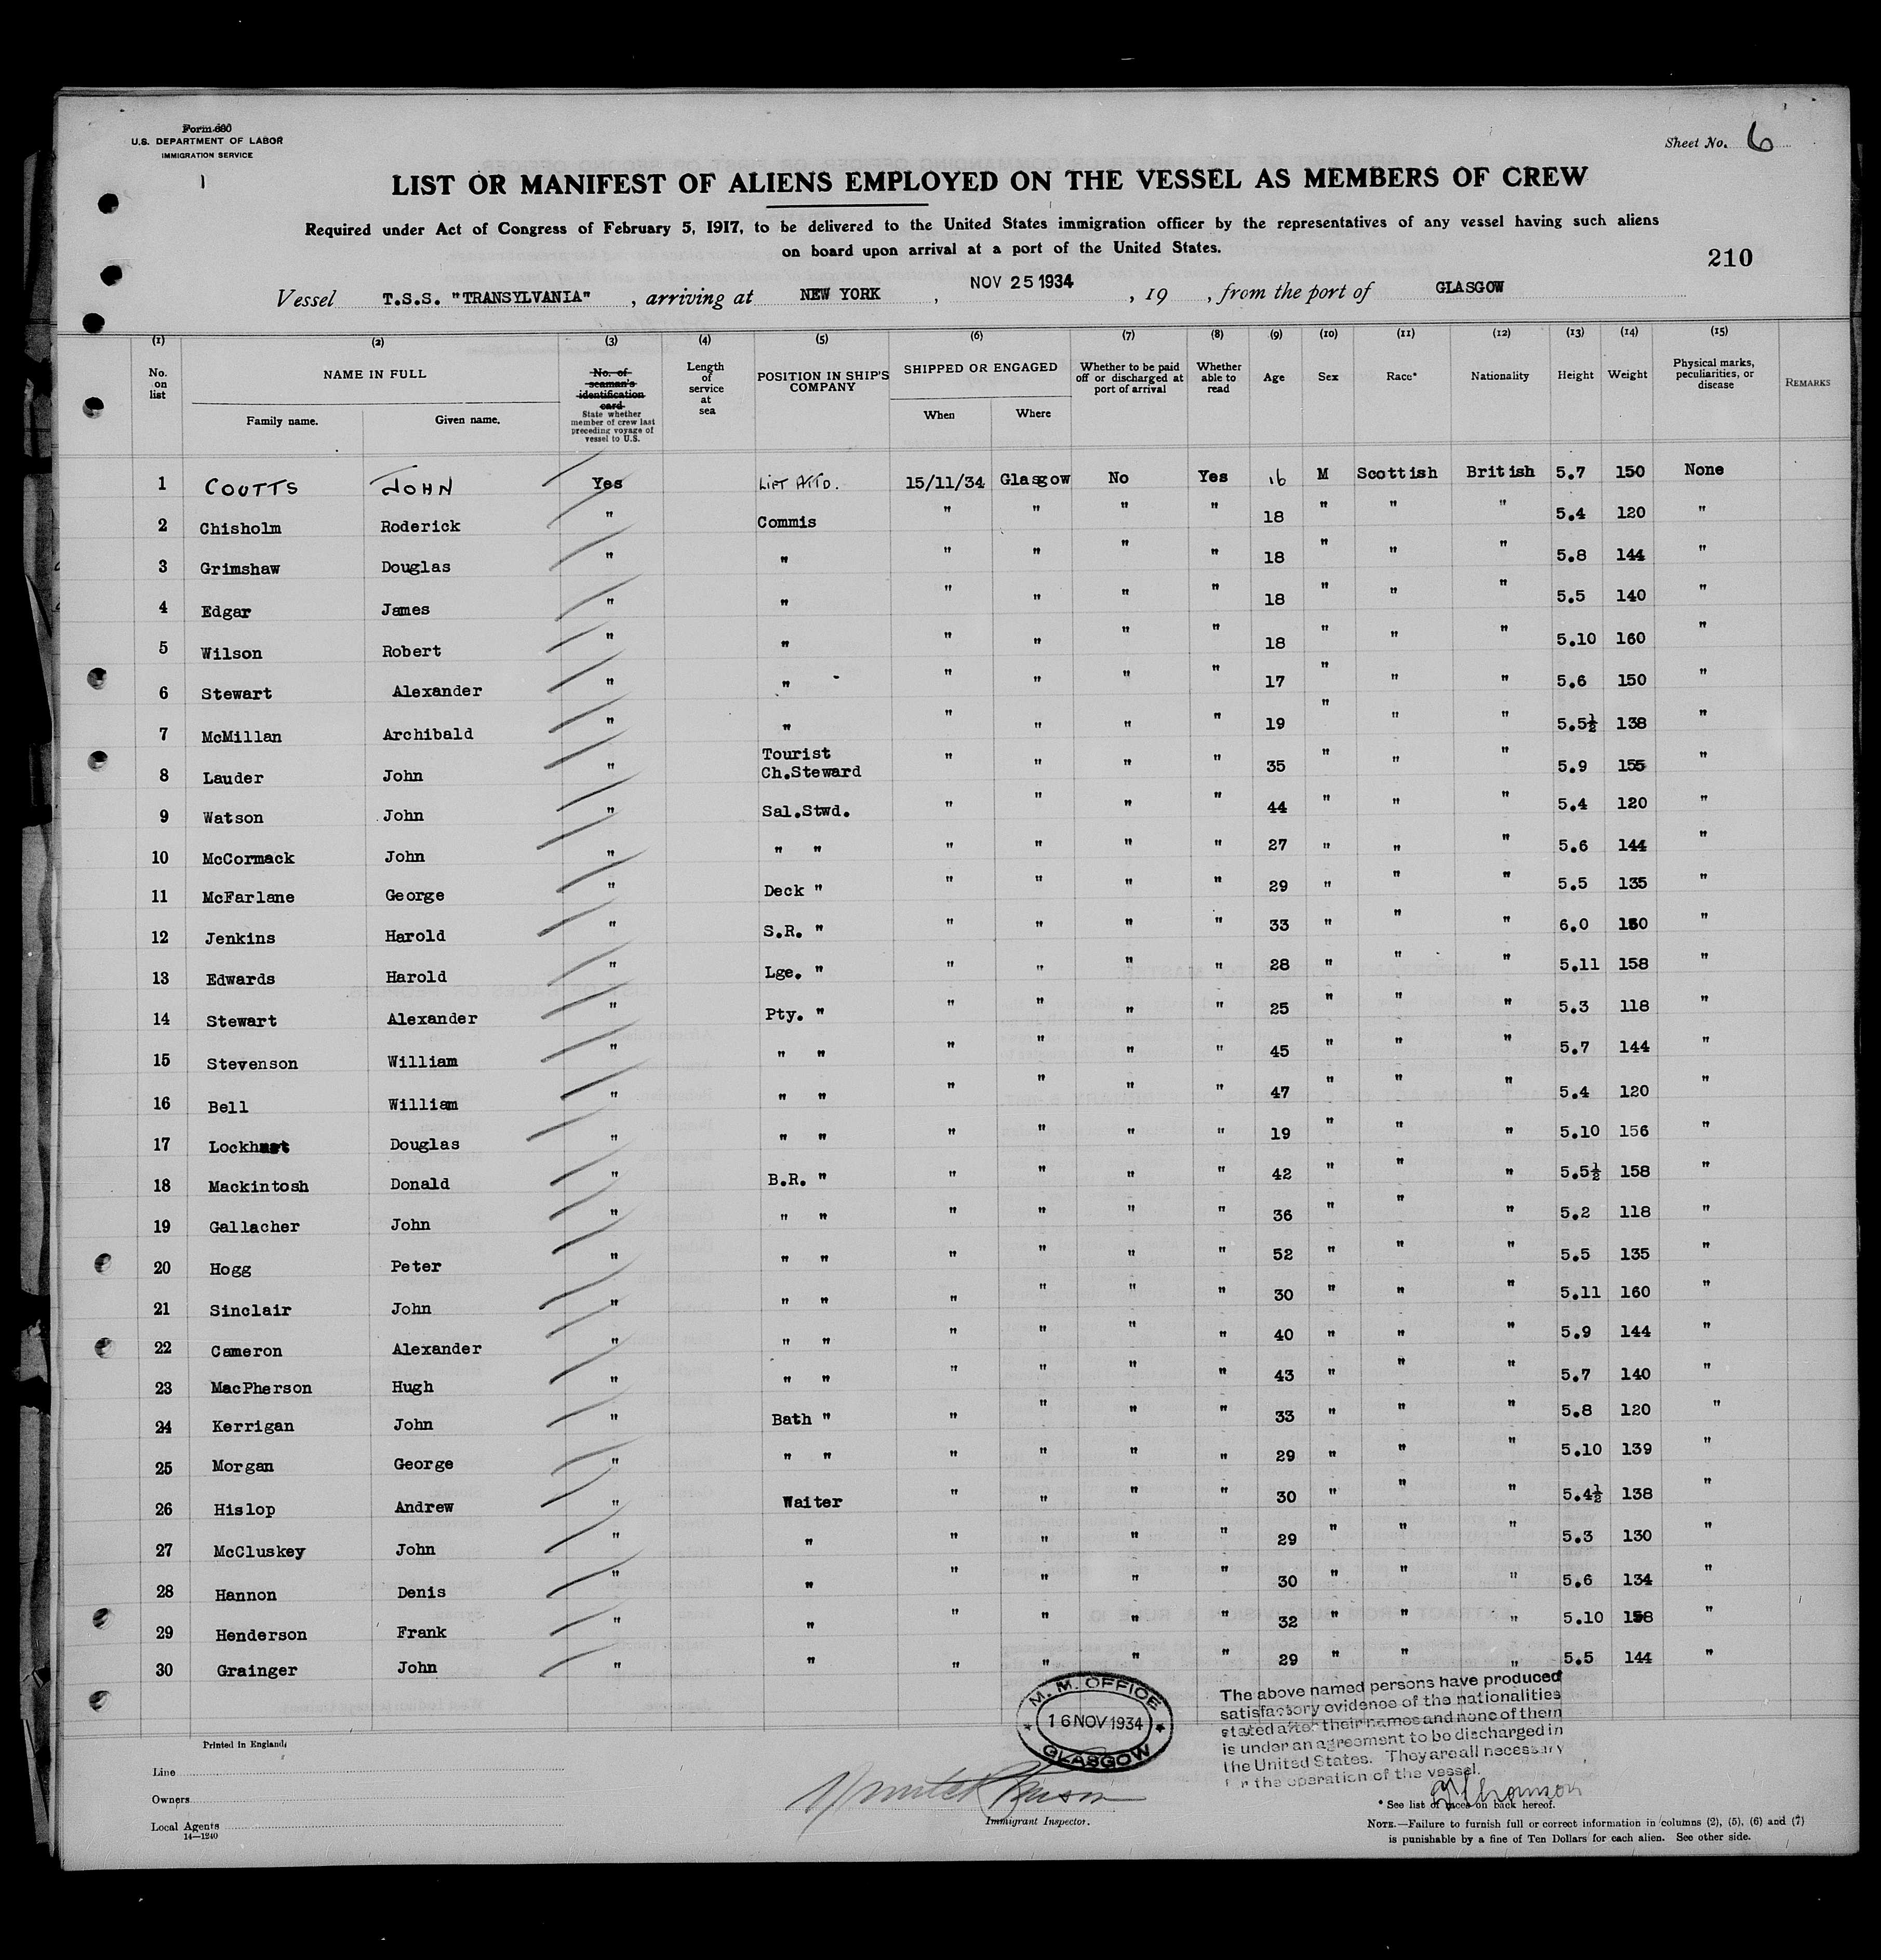 Form 680
U.S. DEPARTMENT OF LABOR
IMMIGRATION SERVICE
1
Sheet No. 6
LIST OR MANIFEST OF ALIENS EMPLOYED ON THE VESSEL AS MEMBERS OF CREW
Required under Act of Congress of February 5, 1917, to be delivered to the United States immigration officer by the representatives of any vessel having such aliens
on board upon arrival at a port of the United States.
210
Vessel T.S.S. "TRANSYLVANIA" , arriving at NEW YORK , NOV 25 1934 , 19 , from the port of GLASGOW
(1) (2) (3) (4) (5) (6) (7) (8) (9) (10) (11) (12) (13) (14) (15)
No. on list
NAME IN FULL
Family name. Given name.
No. of seaman's identification card
State whether member of crew last preceding voyage of vessel to U.S.
Length of service at sea
POSITION IN SHIP'S COMPANY
SHIPPED OR ENGAGED
When Where
Whether to be paid off or discharged at port of arrival
Whether able to read
Age
Sex
Race*
Nationality
Height
Weight
Physical marks, peculiarities, or disease
REMARKS
1 COUTTS JOHN Yes LIFT ATTD. 15/11/34 Glasgow No Yes 16 M Scottish British 5.7 150 None
2 Chisholm Roderick " Commis " " " " 18 " " " 5.4 120 "
3 Grimshaw Douglas " " " " " " 18 " " " 5.8 144 "
4 Edgar James " " " " " " 18 " " " 5.5 140 "
5 Wilson Robert " " " " " " 18 " " " 5.10 160 "
6 Stewart Alexander " " " " " " 17 " " " 5.6 150 "
7 McMillan Archibald " " " " " " 19 " " " 5.5½ 138 "
8 Lauder John " Tourist Ch.Steward " " " " 35 " " " 5.9 155 "
9 Watson John " Sal.Stwd. " " " " 44 " " " 5.4 120 "
10 McCormack John " " " " " " " 27 " " " 5.6 144 "
11 McFarlane George " Deck " " " " " 29 " " " 5.5 135 "
12 Jenkins Harold " S.R. " " " " " 33 " " " 6.0 "
13 Edwards Harold " Lge. " " " " " 28 " " " 5.11 158 "
14 Stewart Alexander " Pty. " " " " " 25 " " " 5.3 118 "
15 Stevenson William " " " " " " " 45 " " " 5.7 144 "
16 Bell William " " " " " " " 47 " " " 5.4 120 "
17 Lockhart Douglas " " " " " " " 19 " " " 5.10 156 "
18 Mackintosh Donald " B.R. " " " " " 42 " " " 5.5½ 158 "
19 Gallacher John " " " " " " " 36 " " " 5.2 118 "
20 Hogg Peter " " " " " " " 52 " " " 5.5 135 "
21 Sinclair John " " " " " " " 30 " " " 5.11 160 "
22 Cameron Alexander " " " " " " " 40 " " " 5.9 144 "
23 MacPherson Hugh " " " " " " " 43 " " " 5.7 140 "
24 Kerrigan John " Bath " " " " " 33 " " " 5.8 120 "
25 Morgan George " " " " " " " 29 " " " 5.10 139 "
26 Hislop Andrew " Waiter " " " " 30 " " " 5.4½ 138 "
27 McCluskey John " " " " " " 29 " " " 5.3 130 "
28 Hannon Denis " " " " " " 30 " " " 5.6 134 "
29 Henderson Frank " " " " " " 32 " " " 5.10 "
30 Grainger John " " " " " " 29 " " " 5.5 144 "
M. M. OFFICE
16 NOV 1934
GLASGOW
The above named persons have produced
satisfactory evidence of the nationalities
stated after their names and none of them
is under an agreement to be discharged in
the United States. They are all necessary
for the operation of the vessel.
Printed in England.
Line
Owners
Local Agents
14—1240
Immigrant Inspector.
* See list of races on back hereof.
NOTE.—Failure to furnish full or correct information in columns (2), (5), (6) and (7)
is punishable by a fine of Ten Dollars for each alien. See other side.